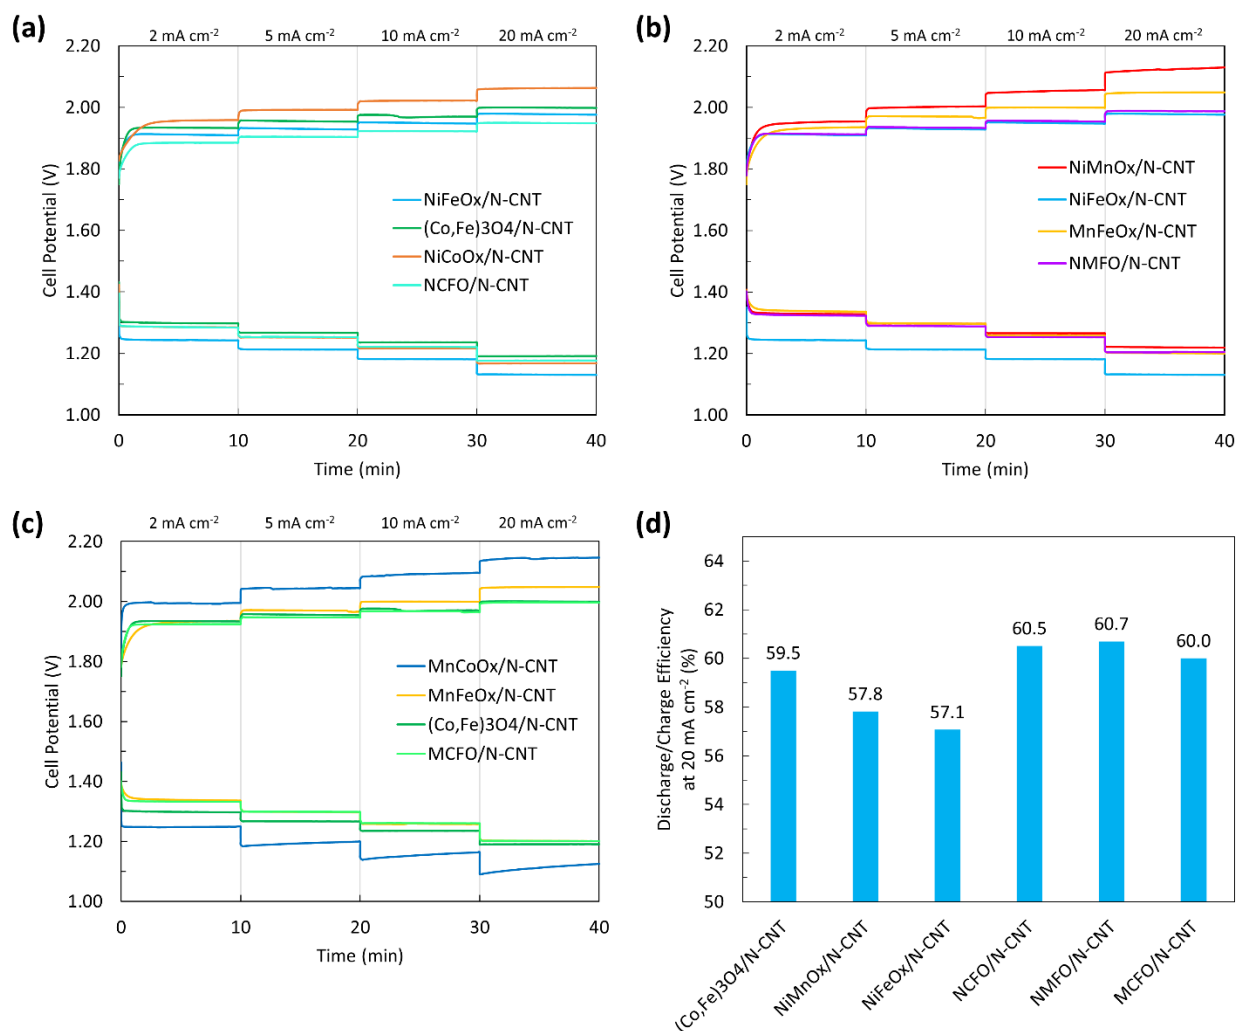 (a)
2 mA cm⁻² 5 mA cm⁻² 10 mA cm⁻² 20 mA cm⁻²
2.20
2.00
1.80
1.60
1.40
1.20
1.00
Cell Potential (V)
NiFeOx/N-CNT
(Co,Fe)3O4/N-CNT
NiCoOx/N-CNT
NCFO/N-CNT
0 10 20 30 40
Time (min)
(b)
2 mA cm⁻² 5 mA cm⁻² 10 mA cm⁻² 20 mA cm⁻²
2.20
2.00
1.80
1.60
1.40
1.20
1.00
Cell Potential (V)
NiMnOx/N-CNT
NiFeOx/N-CNT
MnFeOx/N-CNT
NMFO/N-CNT
0 10 20 30 40
Time (min)
(c)
2 mA cm⁻² 5 mA cm⁻² 10 mA cm⁻² 20 mA cm⁻²
2.20
2.00
1.80
1.60
1.40
1.20
1.00
Cell Potential (V)
MnCoOx/N-CNT
MnFeOx/N-CNT
(Co,Fe)3O4/N-CNT
MCFO/N-CNT
0 10 20 30 40
Time (min)
(d)
64
62
60
58
56
54
52
50
Discharge/Charge Efficiency
at 20 mA cm⁻² (%)
59.5
57.8
57.1
60.5
60.7
60.0
(Co,Fe)3O4/N-CNT
NiMnOx/N-CNT
NiFeOx/N-CNT
NCFO/N-CNT
NMFO/N-CNT
MCFO/N-CNT